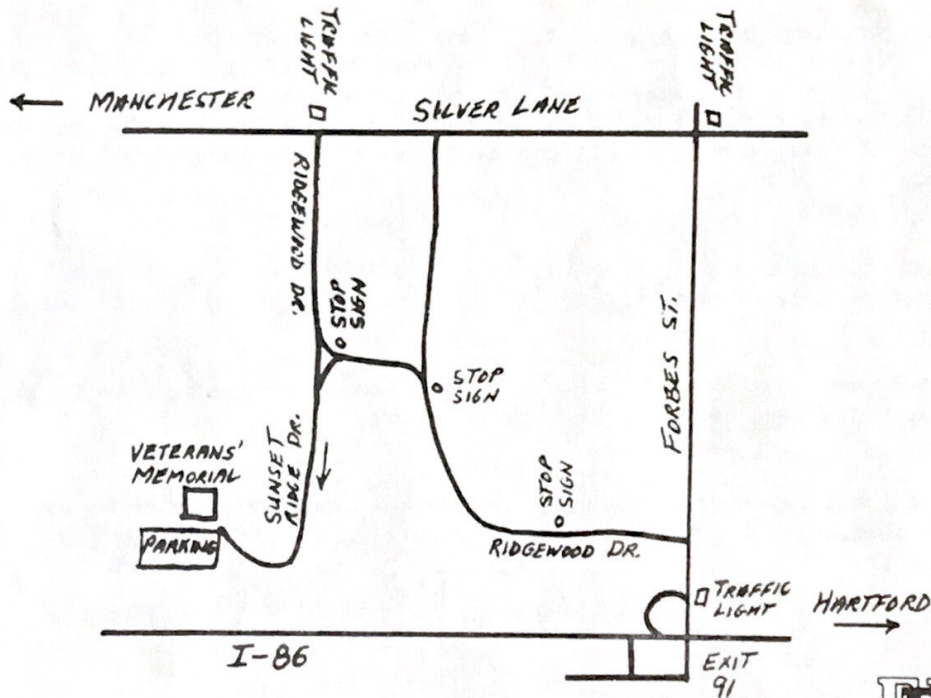 TRAFFIC
LIGHT
TRAFFIC
LIGHT
← MANCHESTER
SILVER LANE
RIDGEWOOD DR.
STOP
SIGN
STOP
SIGN
FORBES ST.
VETERANS'
MEMORIAL
SUNSET
RIDGE DR.
STOP
SIGN
PARKING
RIDGEWOOD DR.
TRAFFIC
LIGHT
HARTFORD
I-86
EXIT
91